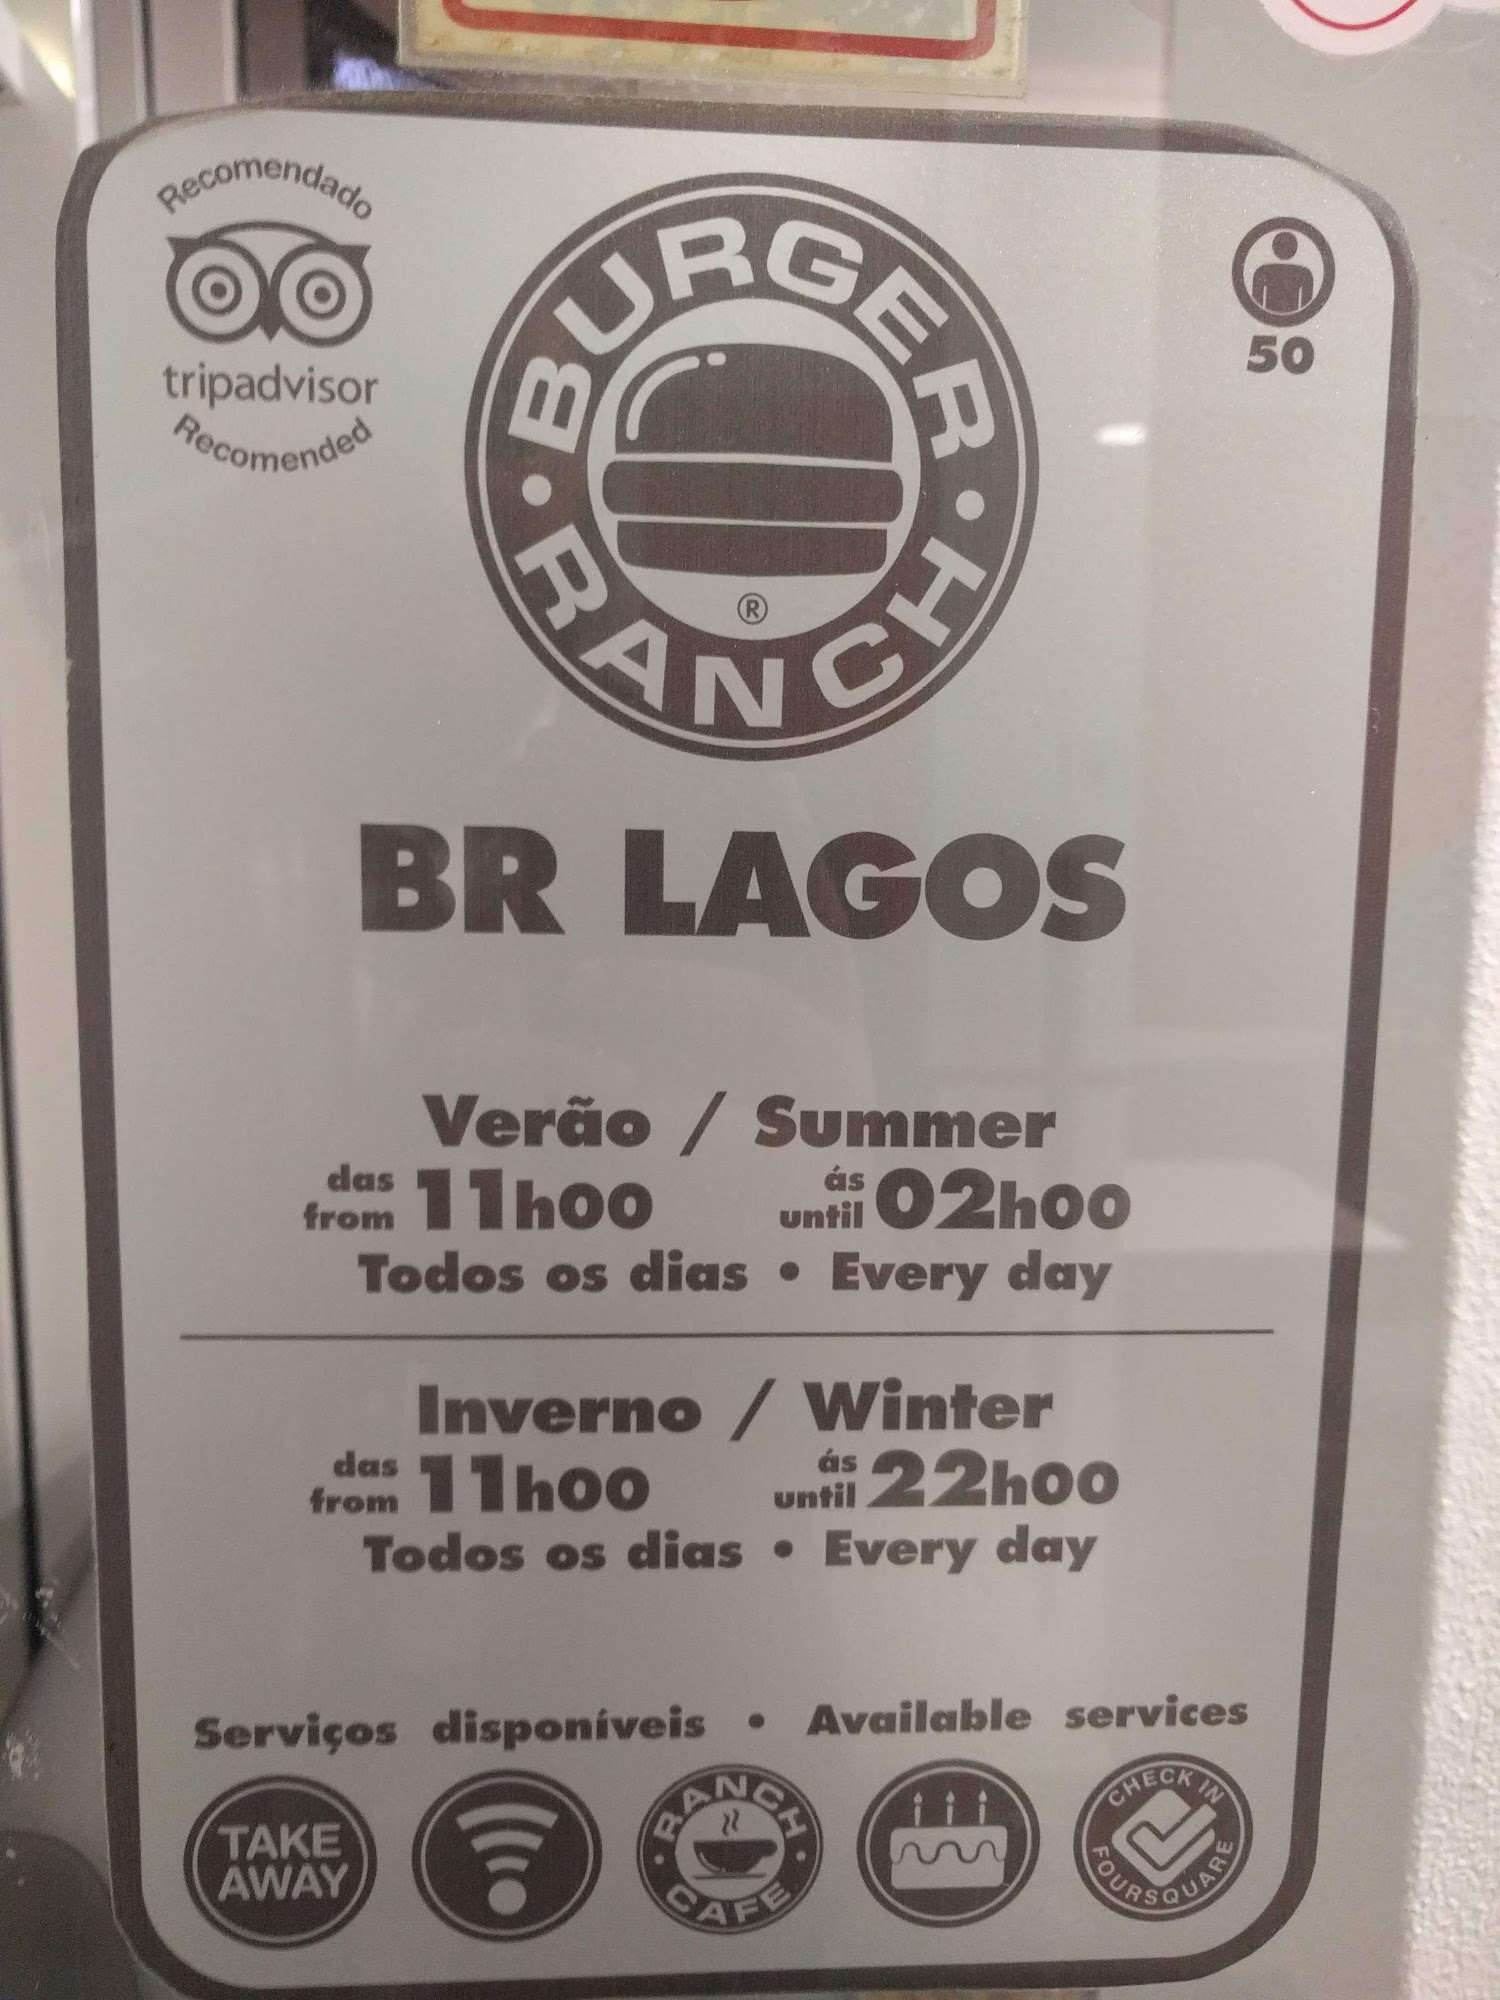 Recomendado
tripadvisor
Recomended
BURGER
RANCH
®
50
BR LAGOS
Verão / Summer
das from 11h00 ás until 02h00
Todos os dias • Every day
Inverno / Winter
das from 11h00 ás until 22h00
Todos os dias • Every day
Serviços disponíveis • Available services
TAKE AWAY
RANCH CAFE
CHECK IN FOURSQUARE